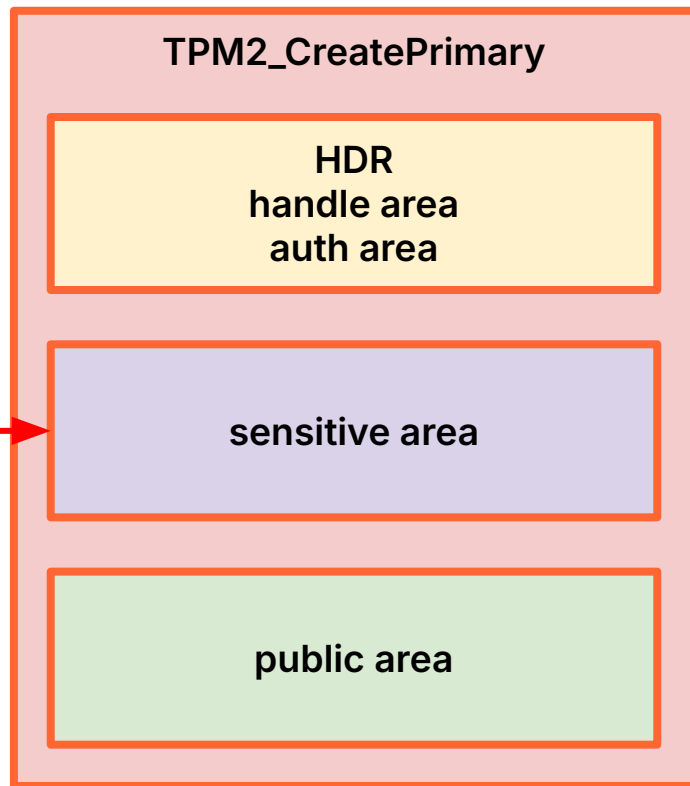 TPM2_CreatePrimary
HDR
handle area
auth area
sensitive area
public area